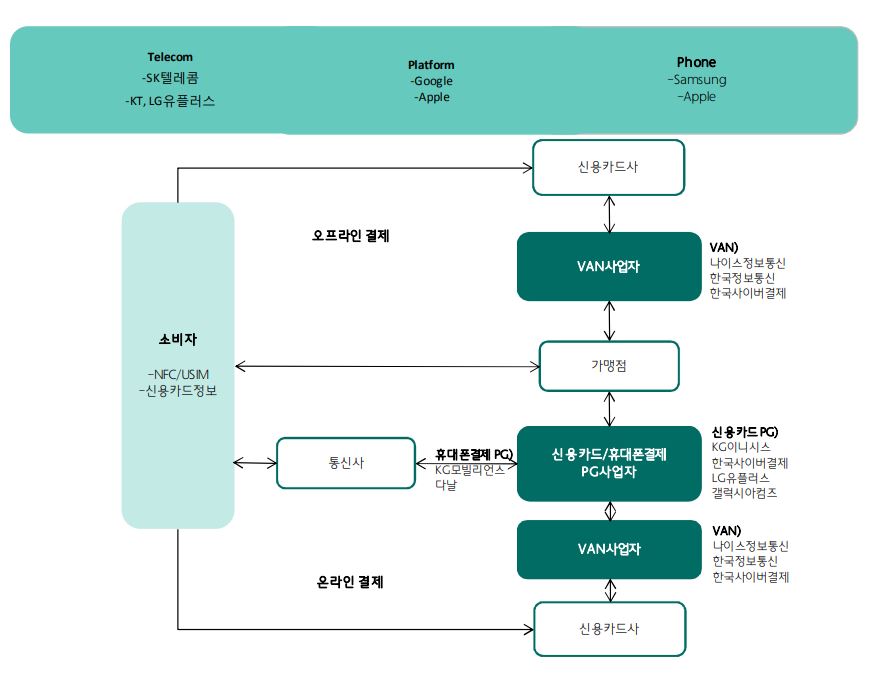 Telecom
-SK텔레콤
-KT, LG유플러스
Platform
-Google
-Apple
Phone
-Samsung
-Apple
신용카드사
오프라인 결제
VAN사업자
VAN)
나이스정보통신
한국정보통신
한국사이버결제
소비자
-NFC/USIM
-신용카드정보
가맹점
통신사
휴대폰결제 PG)
KG모빌리언스
다날
신용카드/휴대폰결제
PG사업자
신용카드 PG)
KG이니시스
한국사이버결제
LG유플러스
갤럭시아컴즈
VAN사업자
VAN)
나이스정보통신
한국정보통신
한국사이버결제
온라인 결제
신용카드사